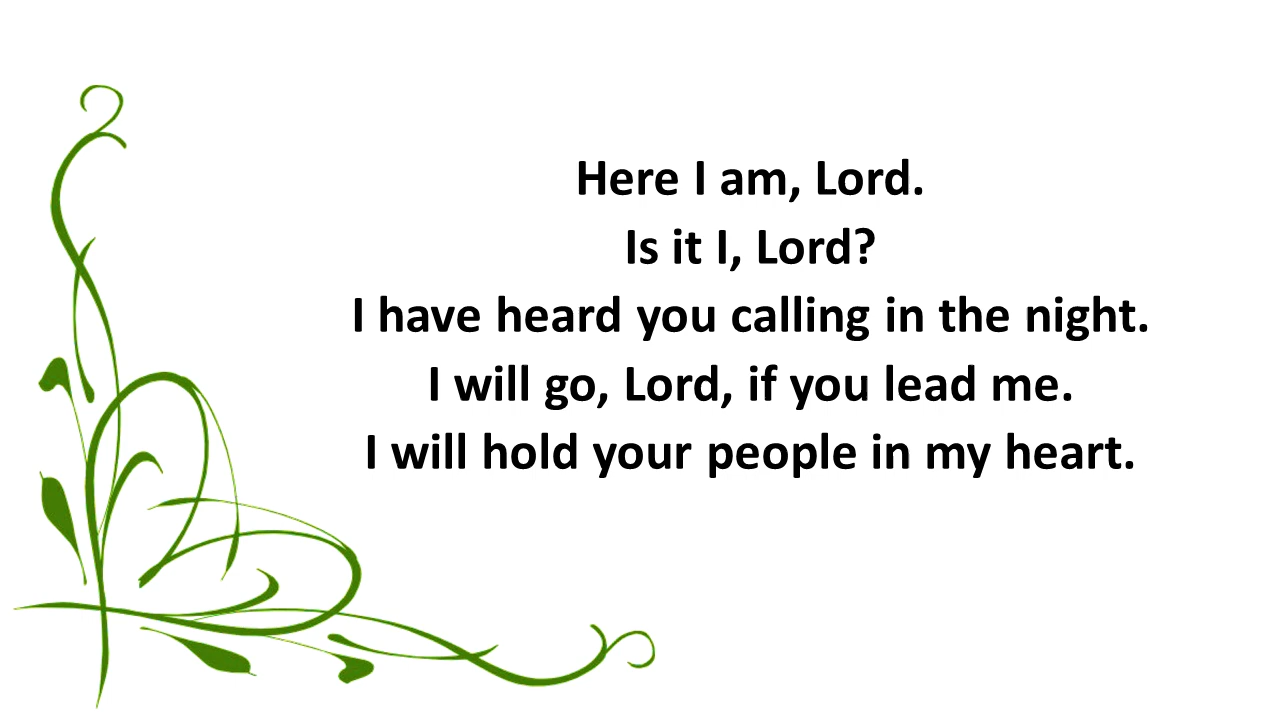 Here I am, Lord.
Is it I, Lord?
I have heard you calling in the night.
I will go, Lord, if you lead me.
I will hold your people in my heart.